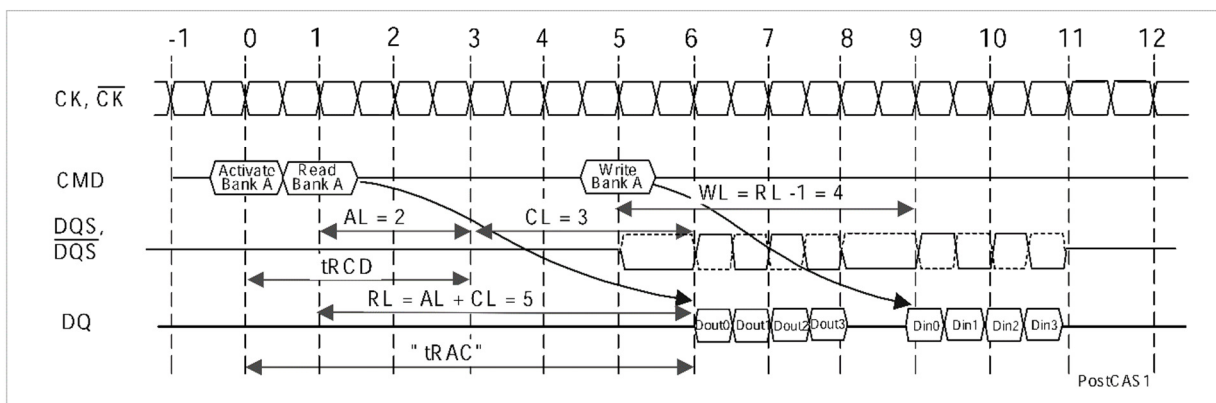 -1 0 1 2 3 4 5 6 7 8 9 10 11 12
CK, CK
CMD
Activate Bank A
Read Bank A
Write Bank A
WL = RL -1 = 4
AL = 2
CL = 3
DQS,
DQS
tRCD
RL = AL + CL = 5
DQ
Dout0 Dout1 Dout2 Dout3
Din0 Din1 Din2 Din3
" tRAC"
PostCAS1